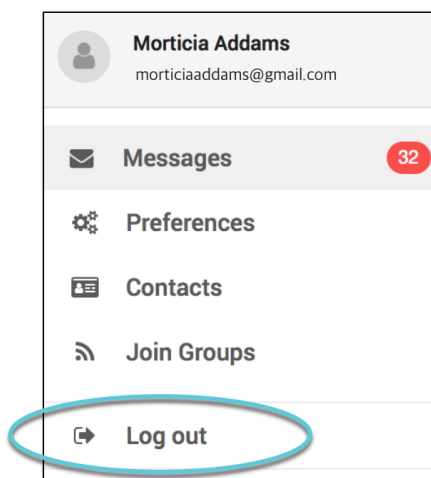 Morticia Addams
morticiaaddams@gmail.com
Messages 32
Preferences
Contacts
Join Groups
Log out